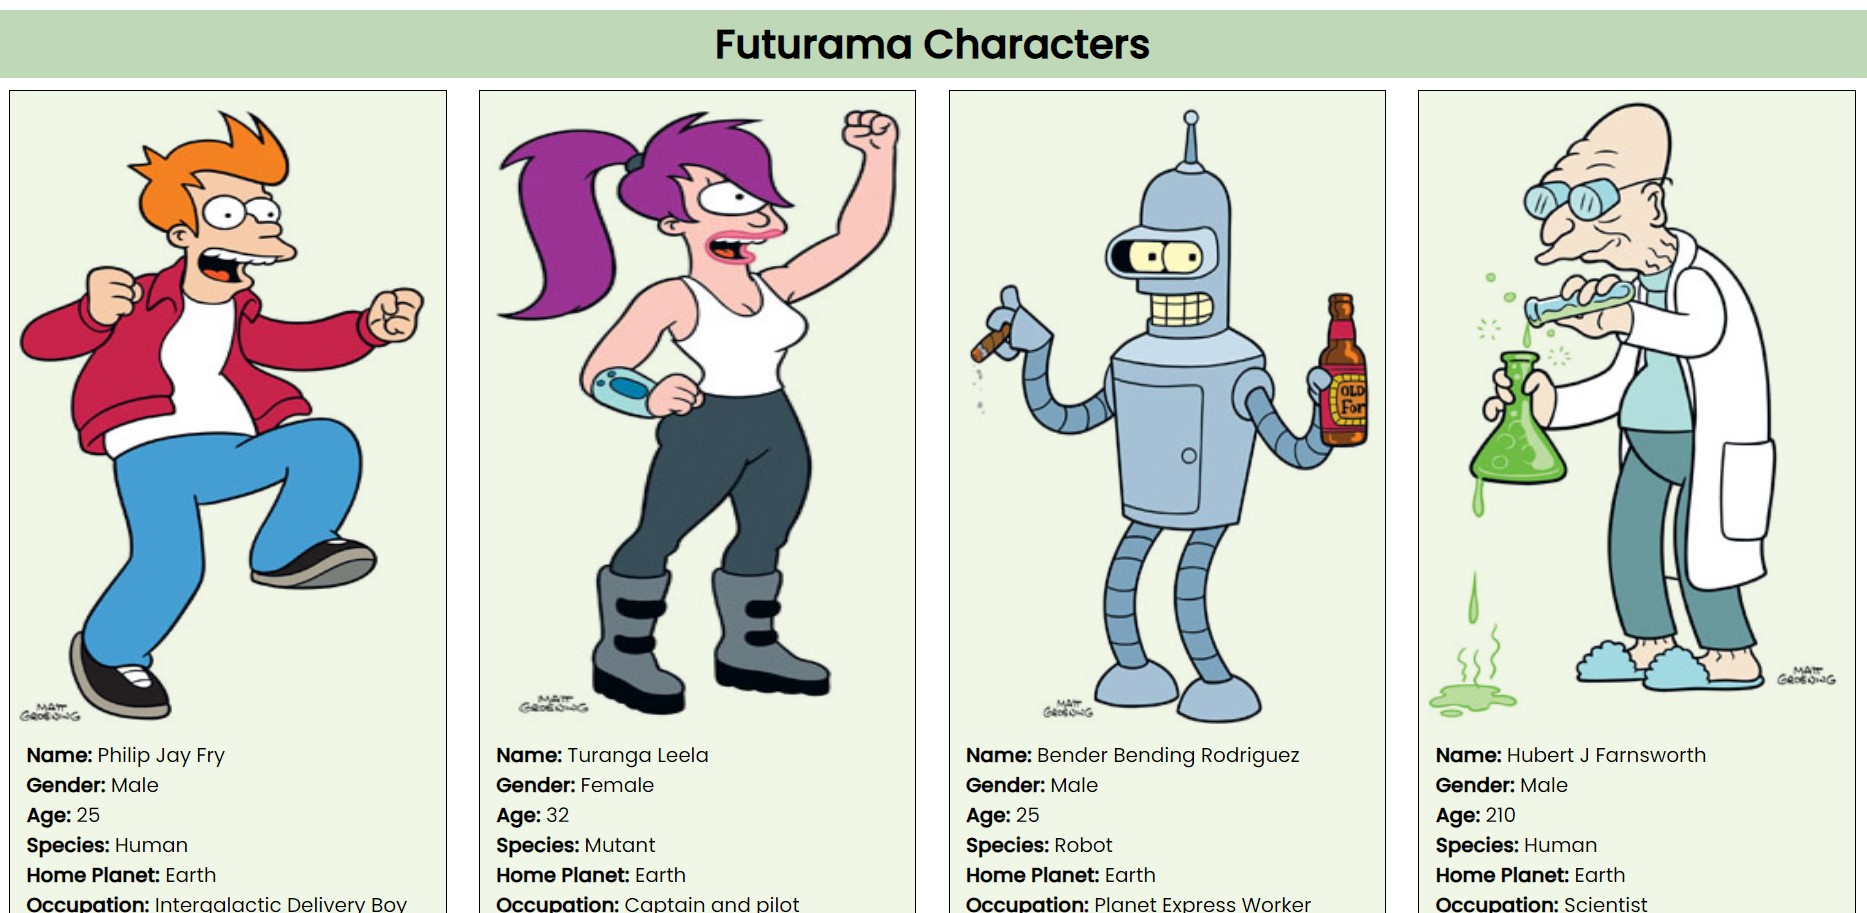 Futurama Characters
MATT
GROENING
Name: Philip Jay Fry
Gender: Male
Age: 25
Species: Human
Home Planet: Earth
Occupation: Intergalactic Delivery Boy
MATT
GROENING
Name: Turanga Leela
Gender: Female
Age: 32
Species: Mutant
Home Planet: Earth
Occupation: Captain and pilot
OLD
For
MATT
GROENING
Name: Bender Bending Rodriguez
Gender: Male
Age: 25
Species: Robot
Home Planet: Earth
Occupation: Planet Express Worker
MATT
GROENING
Name: Hubert J Farnsworth
Gender: Male
Age: 210
Species: Human
Home Planet: Earth
Occupation: Scientist